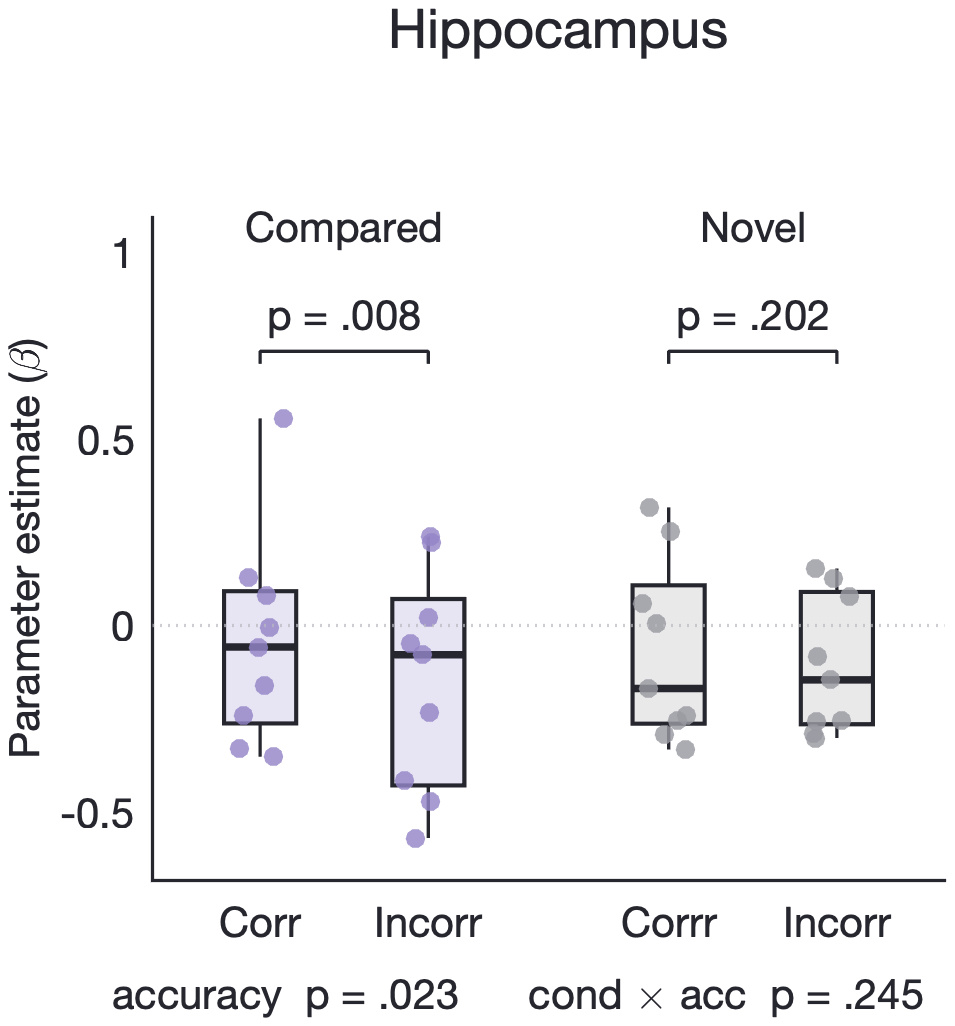 Hippocampus
Compared Novel
p = .008 p = .202
1
0.5
0
-0.5
Parameter estimate (β)
Corr Incorr Corrr Incorr
accuracy p = .023 cond × acc p = .245